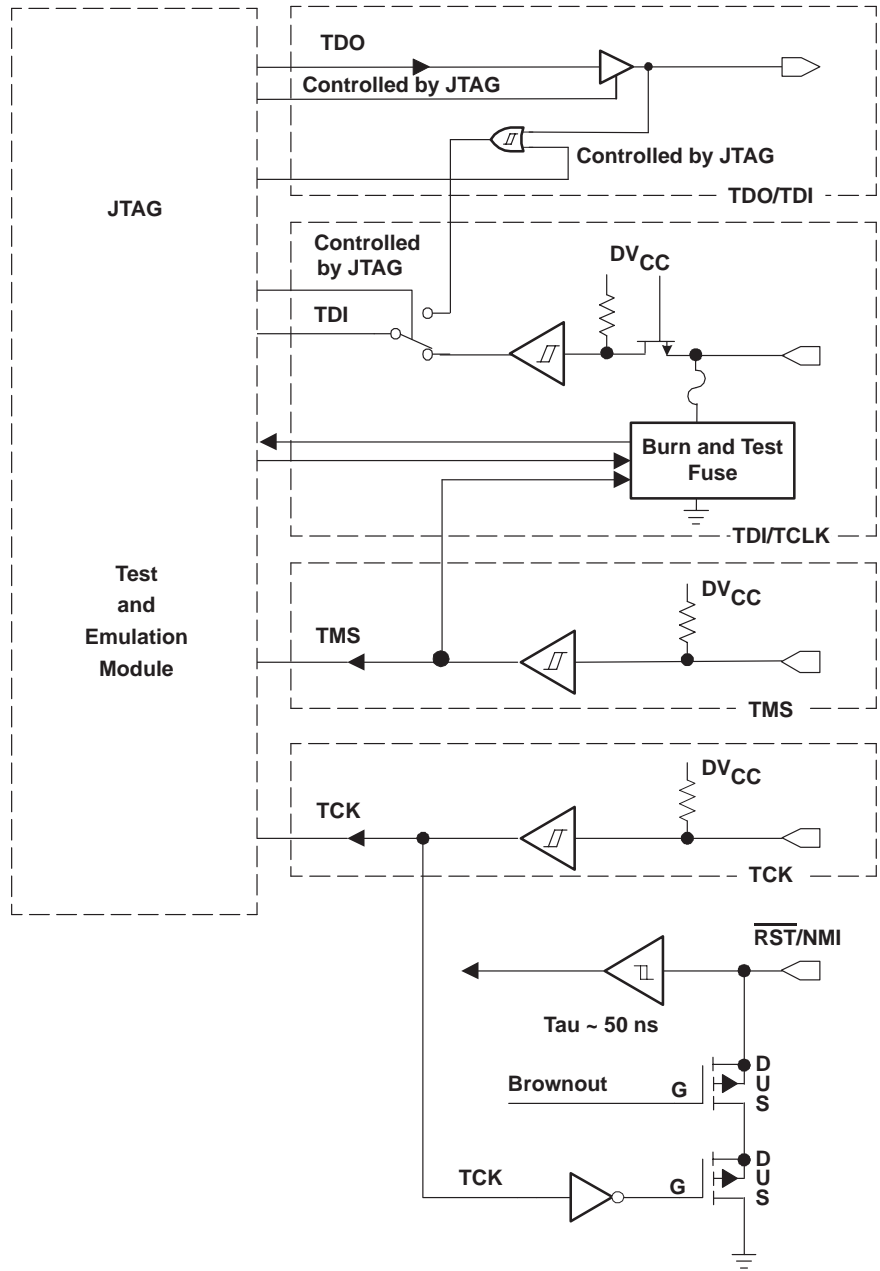 TDO
Controlled by JTAG
Controlled by JTAG
TDO/TDI
JTAG
Controlled
by JTAG
TDI
DVCC
Burn and Test
Fuse
TDI/TCLK
Test
and
Emulation
Module
DVCC
TMS
TMS
DVCC
TCK
TCK
RST/NMI
Tau ~ 50 ns
Brownout
G
D
U
S
TCK
G
D
U
S